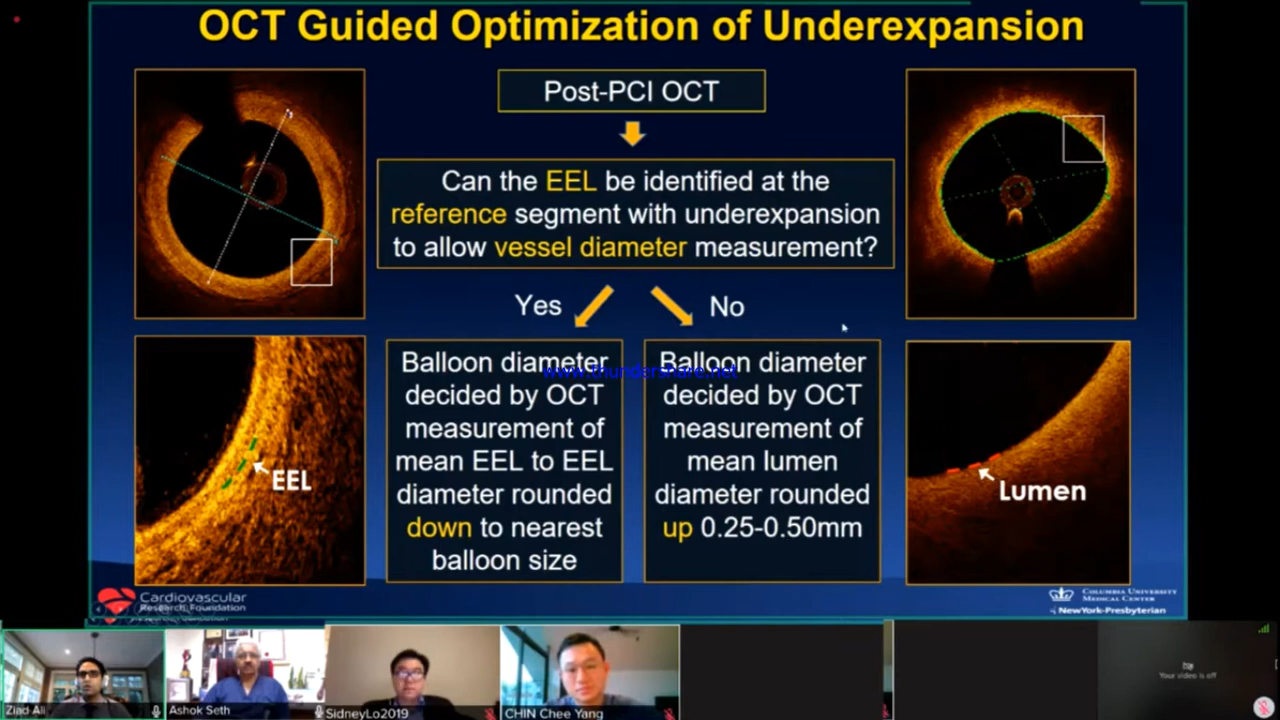 OCT Guided Optimization of Underexpansion
Post-PCI OCT
Can the EEL be identified at the
reference segment with underexpansion
to allow vessel diameter measurement?
Yes
No
Balloon diameter
decided by OCT
measurement of
mean EEL to EEL
diameter rounded
down to nearest
balloon size
Balloon diameter
decided by OCT
measurement of
mean lumen
diameter rounded
up 0.25-0.50mm
www.thundershare.net
EEL
Lumen
Cardiovascular
Research Foundation
COLUMBIA UNIVERSITY
MEDICAL CENTER
NewYork-Presbyterian
Ziad Ali
Ashok Seth
SidneyLo2019
CHIN Chee Yang
Your video is off